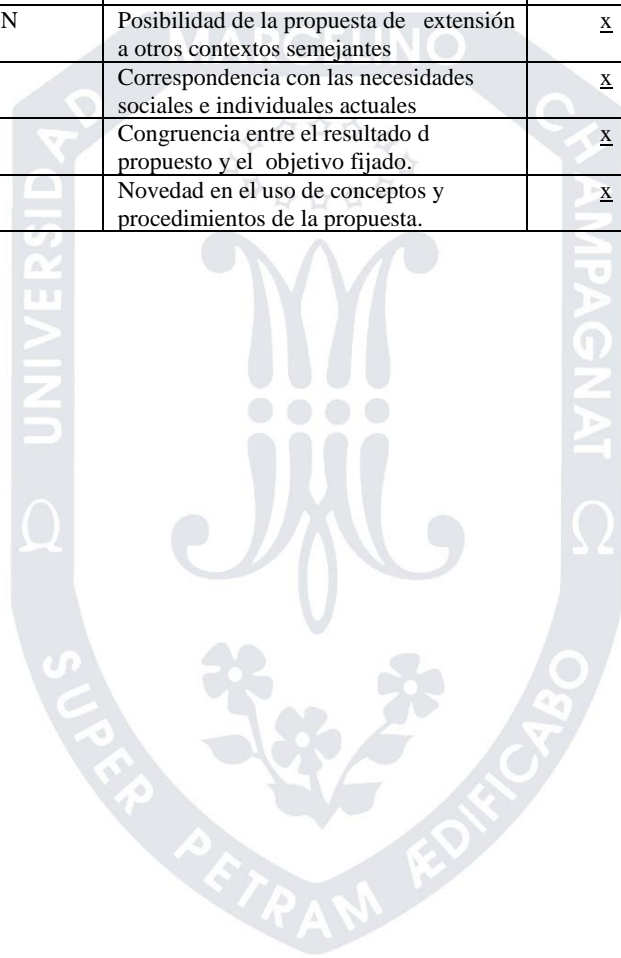 N Posibilidad de la propuesta de extensión x
a otros contextos semejantes
Correspondencia con las necesidades x
sociales e individuales actuales
Congruencia entre el resultado d x
propuesto y el objetivo fijado.
Novedad en el uso de conceptos y x
procedimientos de la propuesta.
UNIVERSIDAD MARCELINO CHAMPAGNAT
Ω SUPER PETRAM ÆDIFICABO Ω